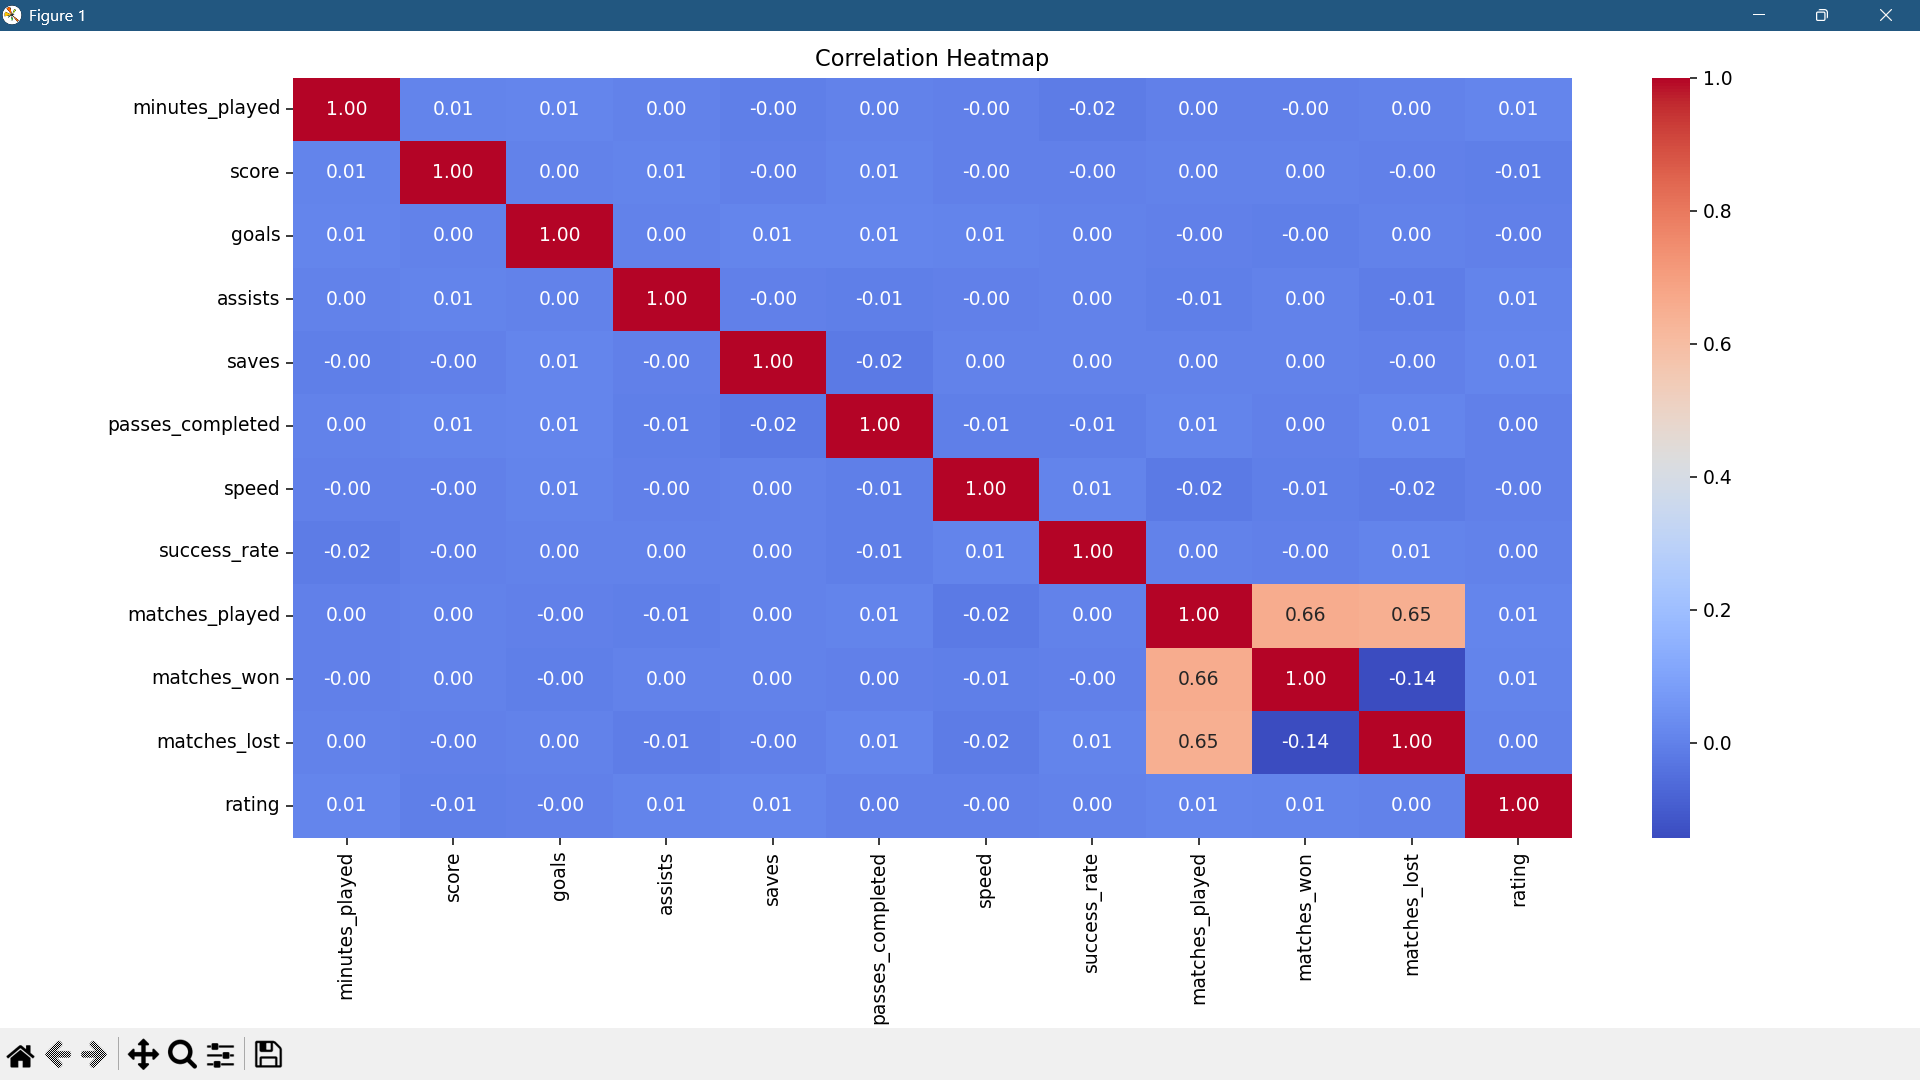 Figure 1
Correlation Heatmap
minutes_played 1.00 0.01 0.01 0.00 -0.00 0.00 -0.00 -0.02 0.00 -0.00 0.00 0.01
score 0.01 1.00 0.00 0.01 -0.00 0.01 -0.00 -0.00 0.00 0.00 -0.00 -0.01
goals 0.01 0.00 1.00 0.00 0.01 0.01 0.01 0.00 -0.00 -0.00 0.00 -0.00
assists 0.00 0.01 0.00 1.00 -0.00 -0.01 -0.00 0.00 -0.01 0.00 -0.01 0.01
saves -0.00 -0.00 0.01 -0.00 1.00 -0.02 0.00 0.00 0.00 0.00 -0.00 0.01
passes_completed 0.00 0.01 0.01 -0.01 -0.02 1.00 -0.01 -0.01 0.01 0.00 0.01 0.00
speed -0.00 -0.00 0.01 -0.00 0.00 -0.01 1.00 0.01 -0.02 -0.01 -0.02 -0.00
success_rate -0.02 -0.00 0.00 0.00 0.00 -0.01 0.01 1.00 0.00 -0.00 0.01 0.00
matches_played 0.00 0.00 -0.00 -0.01 0.00 0.01 -0.02 0.00 1.00 0.66 0.65 0.01
matches_won -0.00 0.00 -0.00 0.00 0.00 0.00 -0.01 -0.00 0.66 1.00 -0.14 0.01
matches_lost 0.00 -0.00 0.00 -0.01 -0.00 0.01 -0.02 0.01 0.65 -0.14 1.00 0.00
rating 0.01 -0.01 -0.00 0.01 0.01 0.00 -0.00 0.00 0.01 0.01 0.00 1.00
minutes_played
score
goals
assists
saves
passes_completed
speed
success_rate
matches_played
matches_won
matches_lost
rating
1.0
0.8
0.6
0.4
0.2
0.0